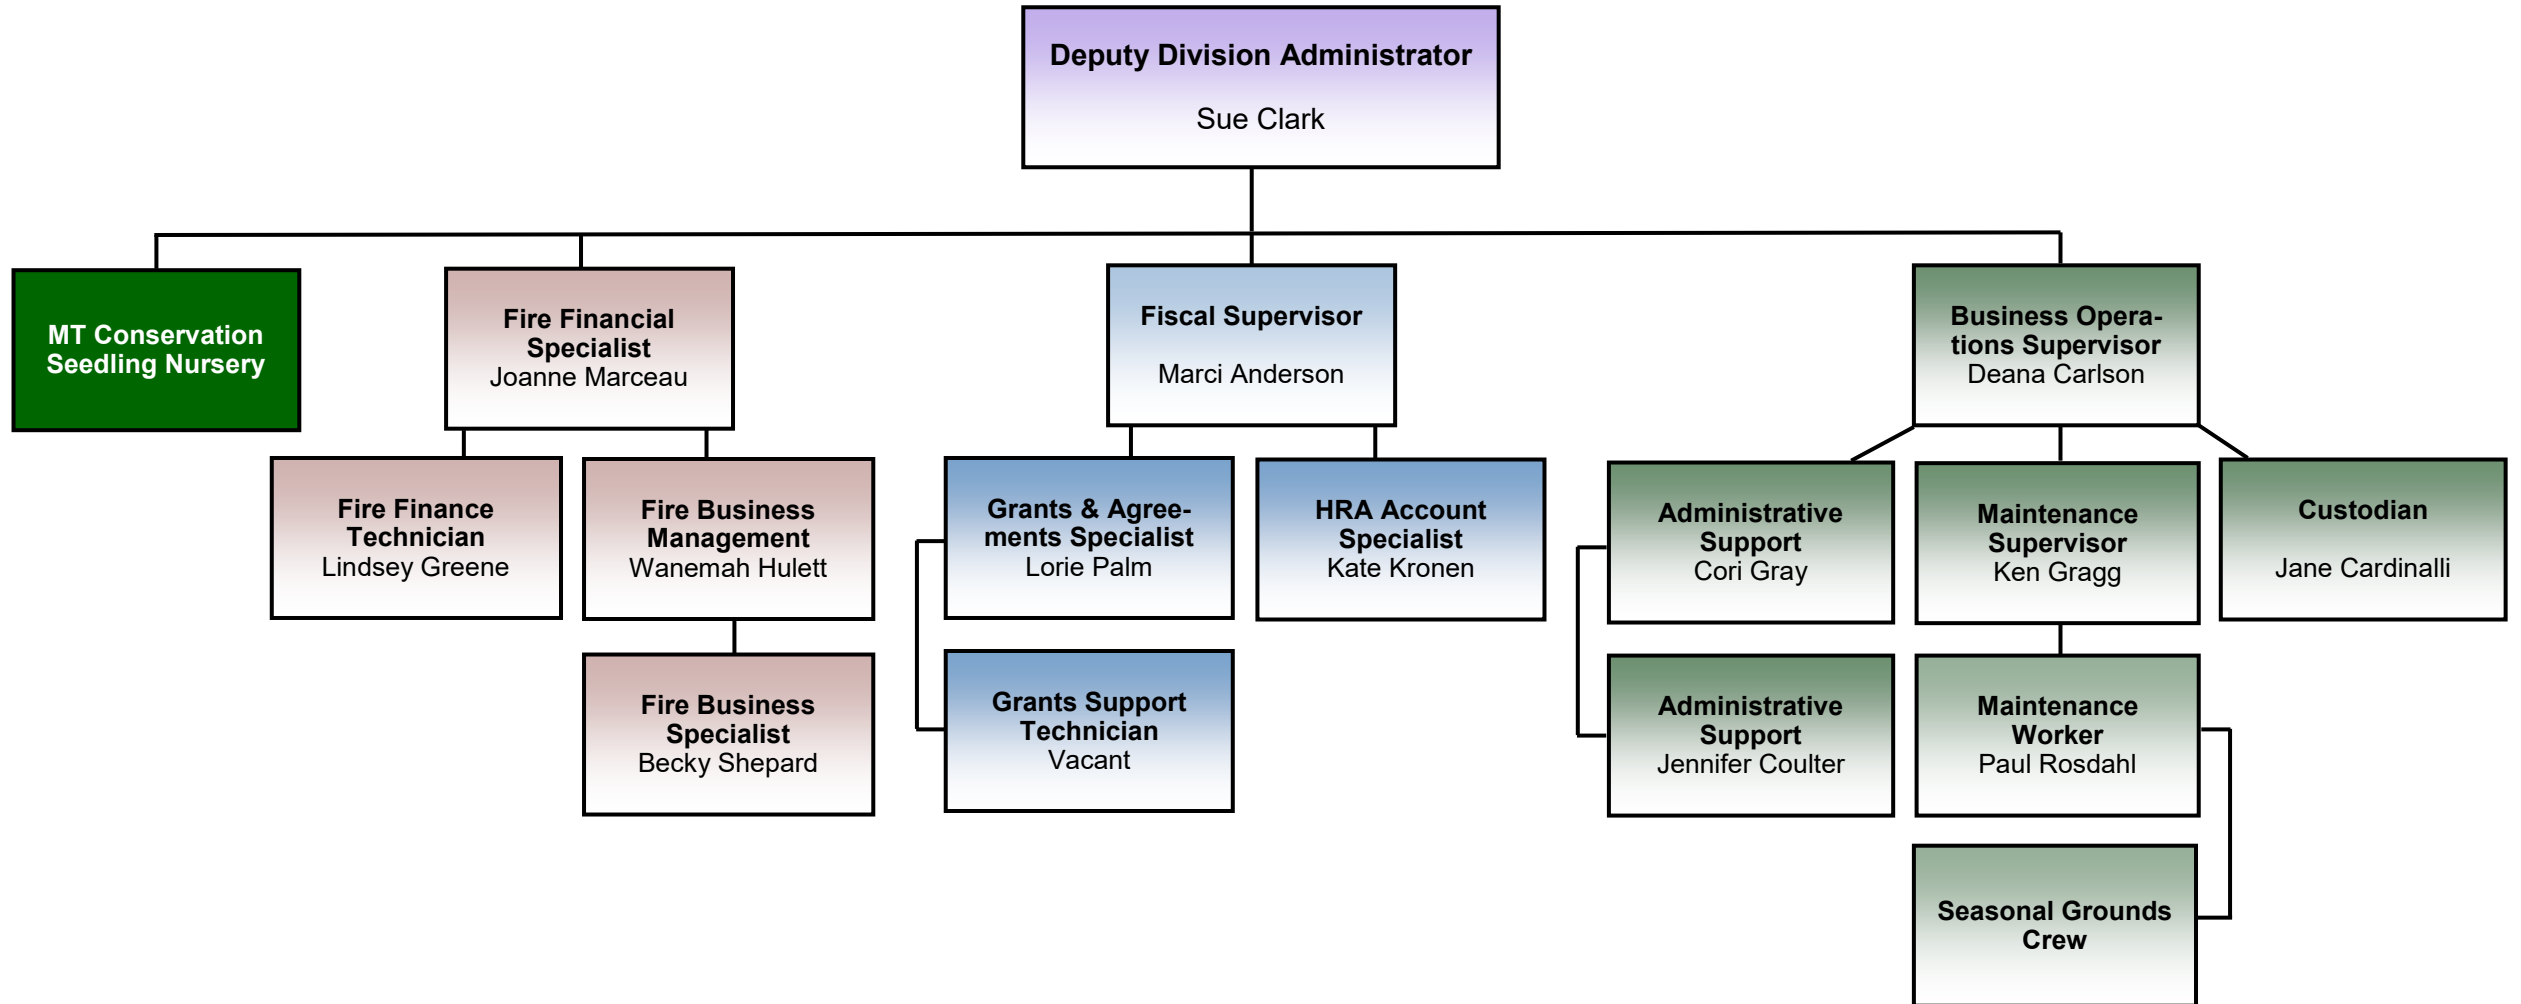 Deputy Division Administrator
Sue Clark
MT Conservation
Seedling Nursery
Fire Financial
Specialist
Joanne Marceau
Fiscal Supervisor
Marci Anderson
Business Opera-
tions Supervisor
Deana Carlson
Fire Finance
Technician
Lindsey Greene
Fire Business
Management
Wanemah Hulett
Grants & Agree-
ments Specialist
Lorie Palm
HRA Account
Specialist
Kate Kronen
Administrative
Support
Cori Gray
Maintenance
Supervisor
Ken Gragg
Custodian
Jane Cardinalli
Fire Business
Specialist
Becky Shepard
Grants Support
Technician
Vacant
Administrative
Support
Jennifer Coulter
Maintenance
Worker
Paul Rosdahl
Seasonal Grounds
Crew